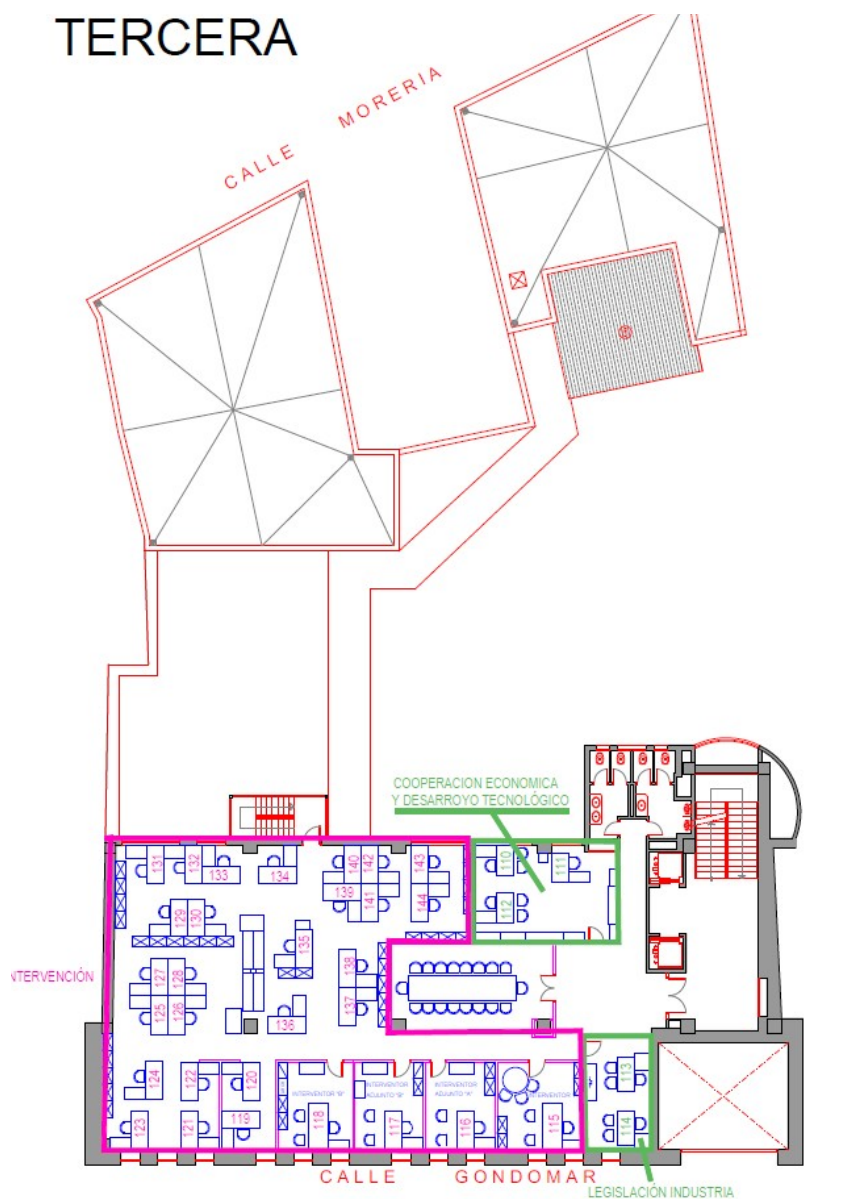 TERCERA
CALLE MORERIA
COOPERACION ECONOMICA
Y DESARROYO TECNOLÓGICO
131
132
133
134
140
142
139
141
143
144
110
111
112
129
130
135
127
128
125
126
138
137
136
NTERVENCIÓN
124
122
120
123
121
119
INTERVENTOR "B"
118
INTERVENTOR
ADJUNTO "B"
117
INTERVENTOR
ADJUNTO "A"
116
INTERVENTOR
115
113
114
CALLE GONDOMAR
LEGISLACIÓN INDUSTRIA